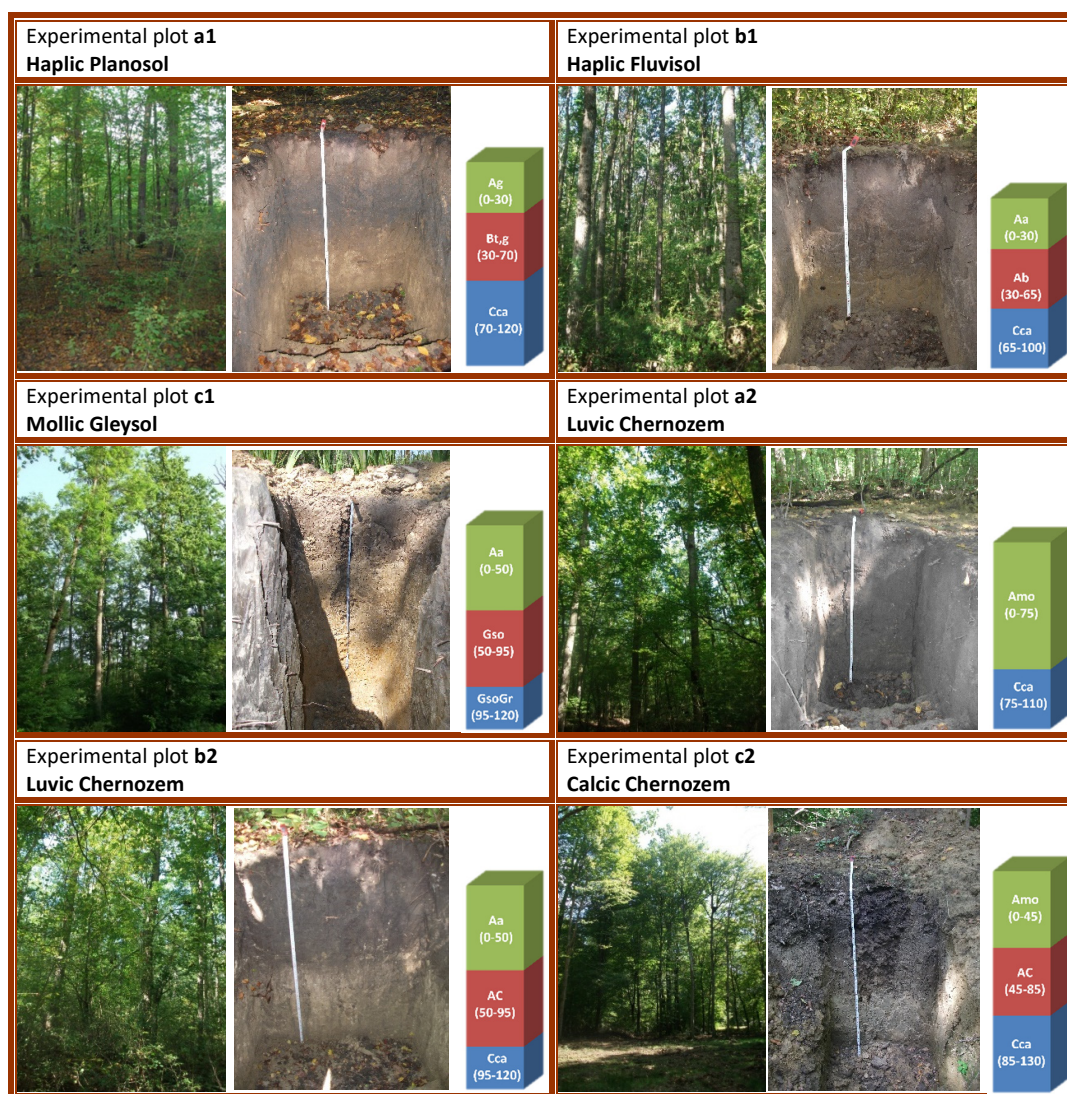 Experimental plot a1
Haplic Planosol
Ag
(0-30)
Bt,g
(30-70)
Cca
(70-120)
Experimental plot b1
Haplic Fluvisol
Aa
(0-30)
Ab
(30-65)
Cca
(65-100)
Experimental plot c1
Mollic Gleysol
Aa
(0-50)
Gso
(50-95)
GsoGr
(95-120)
Experimental plot a2
Luvic Chernozem
Amo
(0-75)
Cca
(75-110)
Experimental plot b2
Luvic Chernozem
Aa
(0-50)
AC
(50-95)
Cca
(95-120)
Experimental plot c2
Calcic Chernozem
Amo
(0-45)
AC
(45-85)
Cca
(85-130)